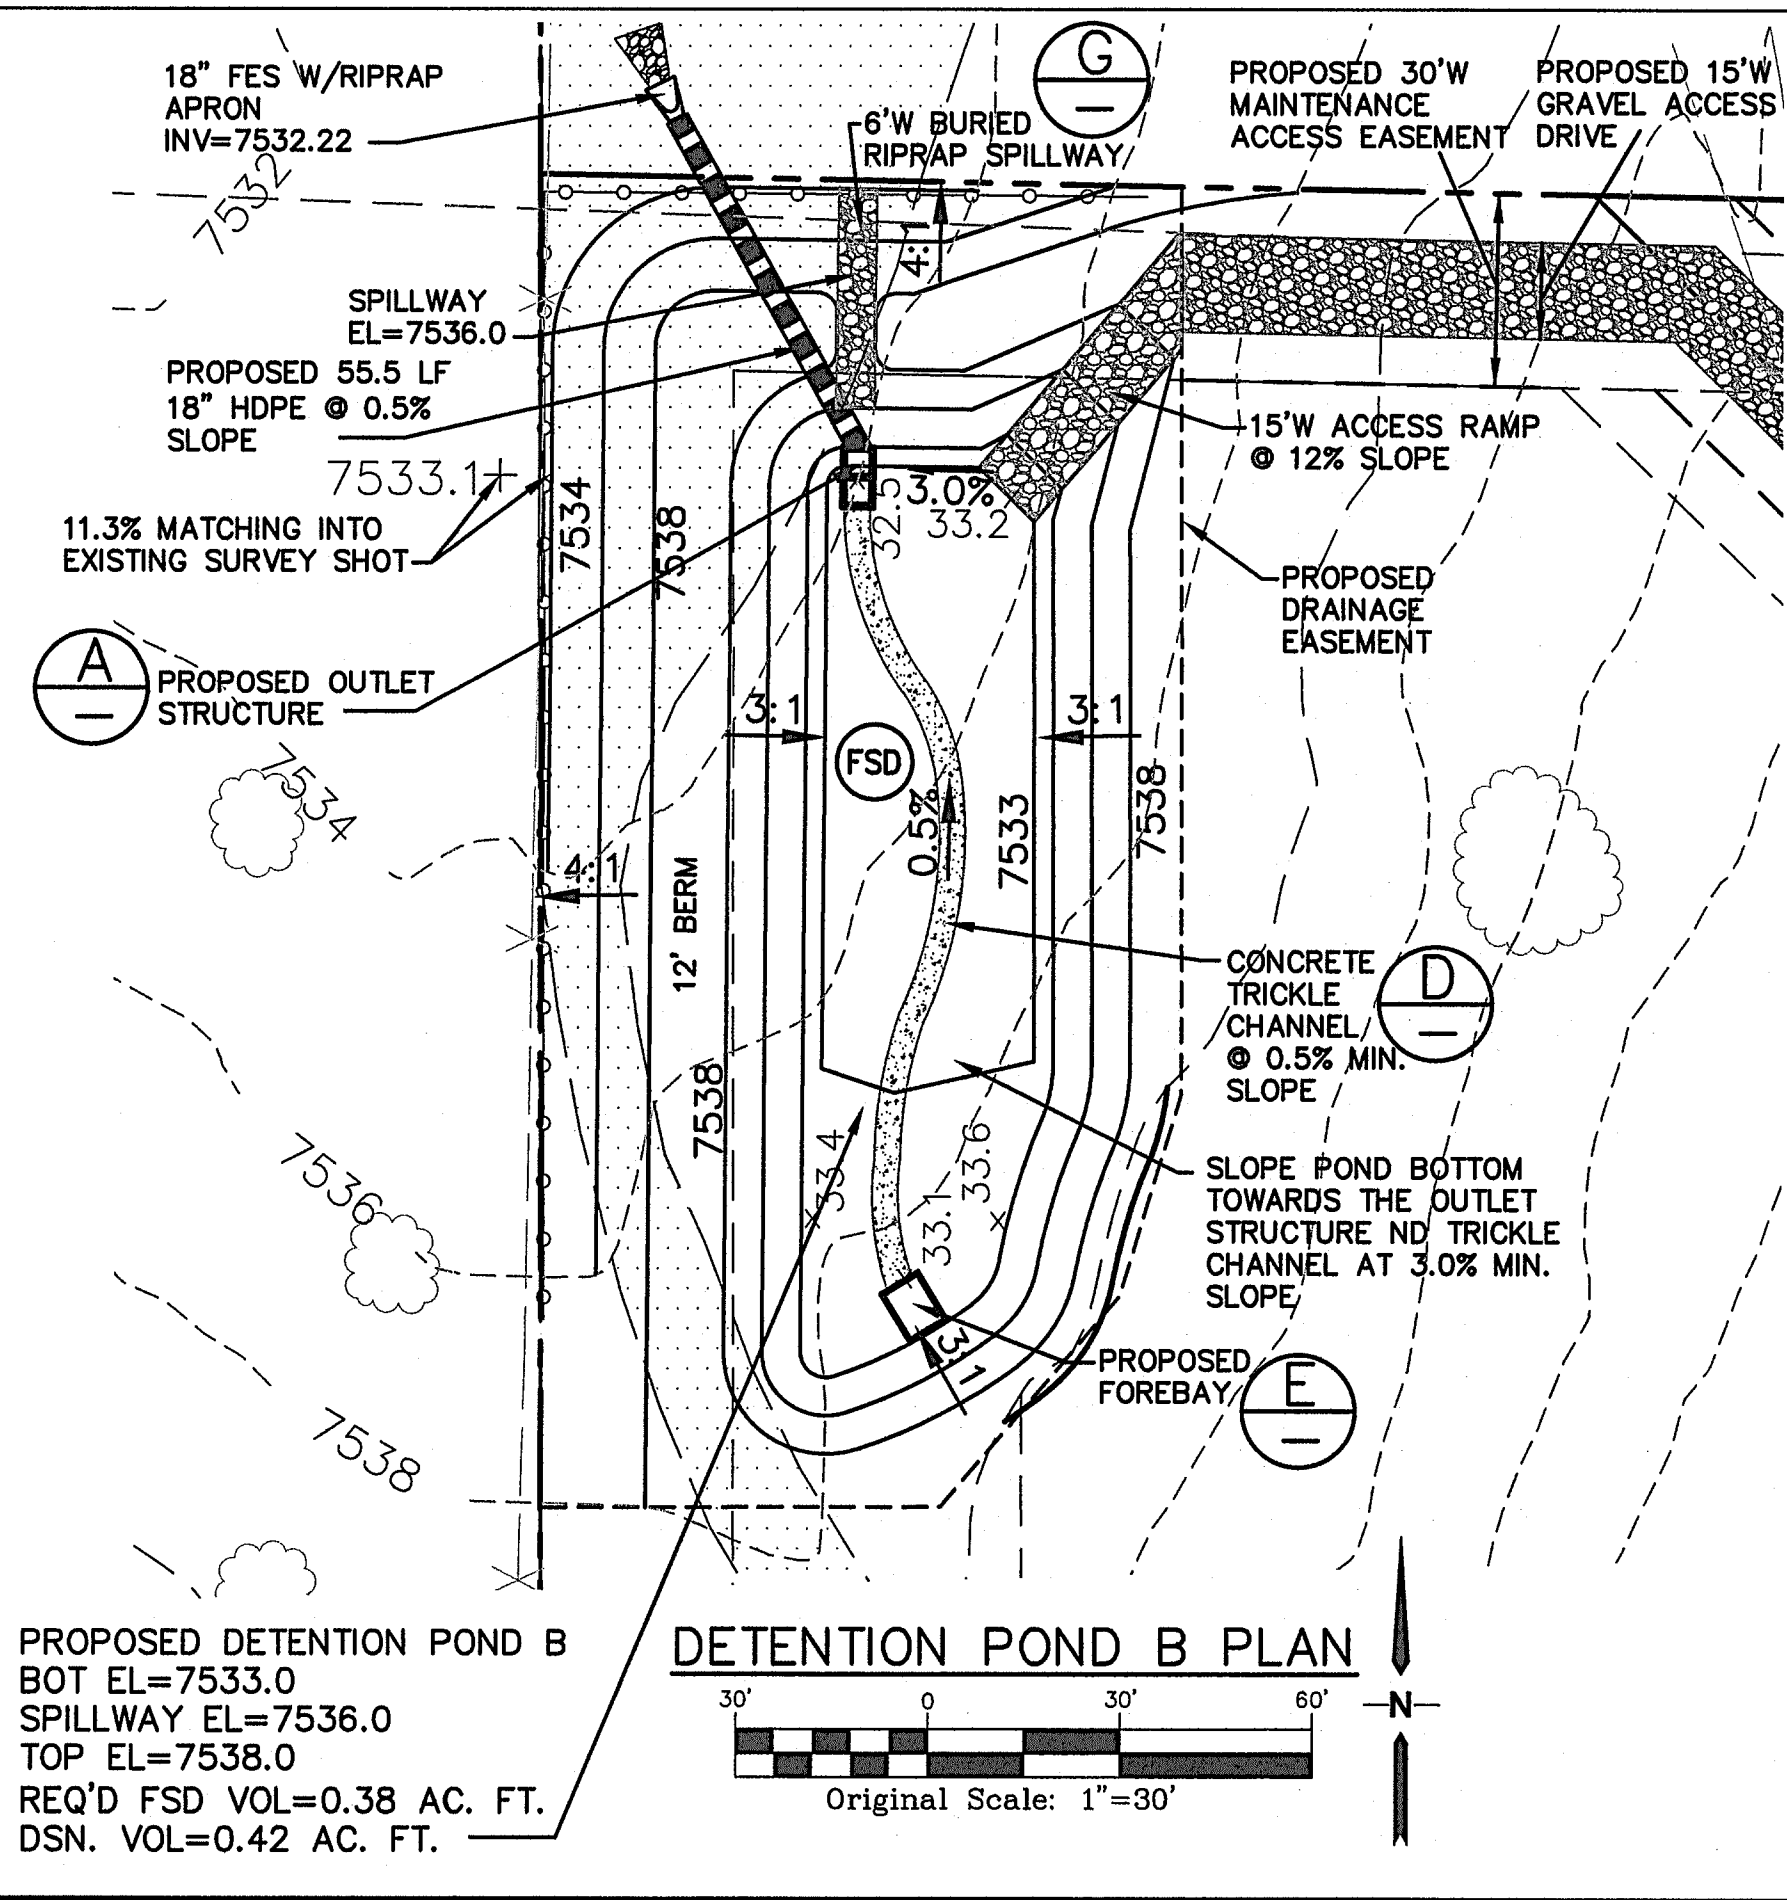 18" FES W/RIPRAP
APRON
INV=7532.22
G
6'W BURIED
RIPRAP SPILLWAY
PROPOSED 30'W
MAINTENANCE
ACCESS EASEMENT
PROPOSED 15'W
GRAVEL ACCESS
DRIVE
7532
4:1
SPILLWAY
EL=7536.0
PROPOSED 55.5 LF
18" HDPE @ 0.5%
SLOPE
7533.1
15'W ACCESS RAMP
@ 12% SLOPE
3.0%
33.2
32.5
7534
7538
11.3% MATCHING INTO
EXISTING SURVEY SHOT
PROPOSED
DRAINAGE
EASEMENT
A
PROPOSED OUTLET
STRUCTURE
3:1
3:1
FSD
7534
0.5%
7533
7538
4:1
12' BERM
CONCRETE
TRICKLE
CHANNEL
@ 0.5% MIN.
SLOPE
D
7538
7536
33.4
33.1
33.6
SLOPE POND BOTTOM
TOWARDS THE OUTLET
STRUCTURE ND TRICKLE
CHANNEL AT 3.0% MIN.
SLOPE
3:1
PROPOSED
FOREBAY
E
7538
PROPOSED DETENTION POND B
BOT EL=7533.0
SPILLWAY EL=7536.0
TOP EL=7538.0
REQ'D FSD VOL=0.38 AC. FT.
DSN. VOL=0.42 AC. FT.
DETENTION POND B PLAN
30' 0 30' 60'
Original Scale: 1"=30'
N